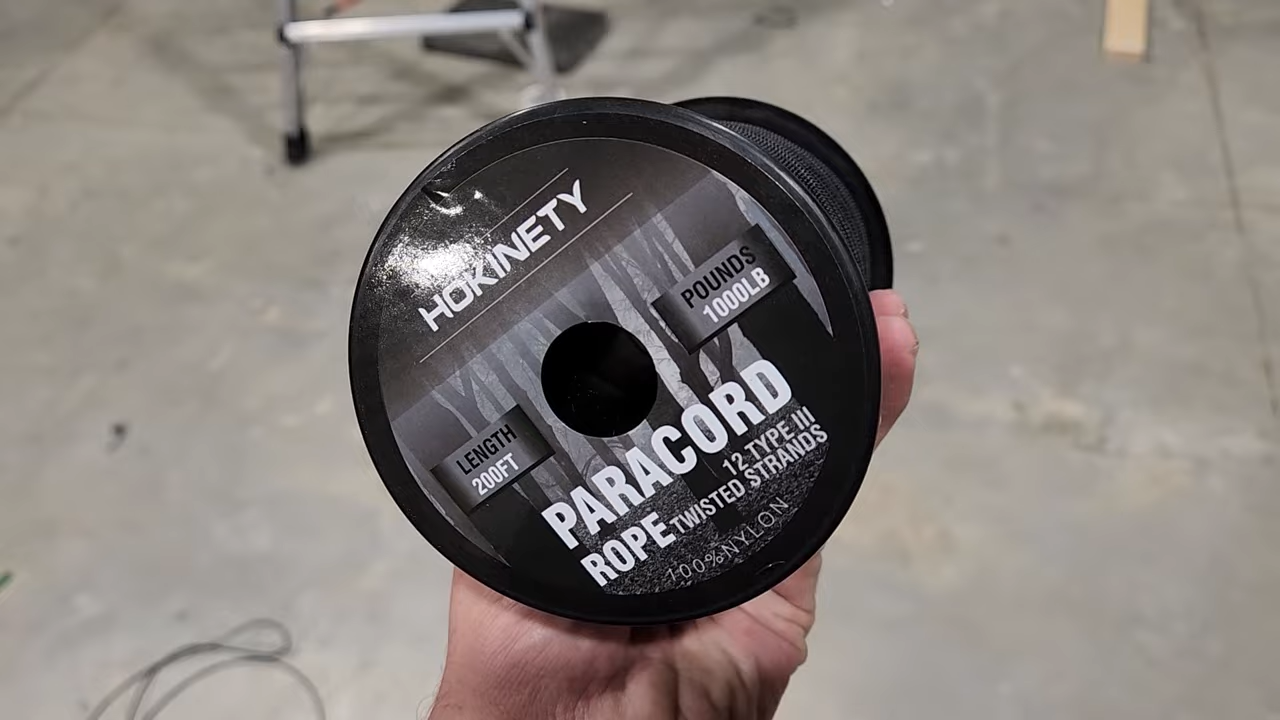 HOKINETY
POUNDS
1000LB
LENGTH
200FT
PARACORD
ROPE
12 TYPE III
TWISTED STRANDS
100%NYLON